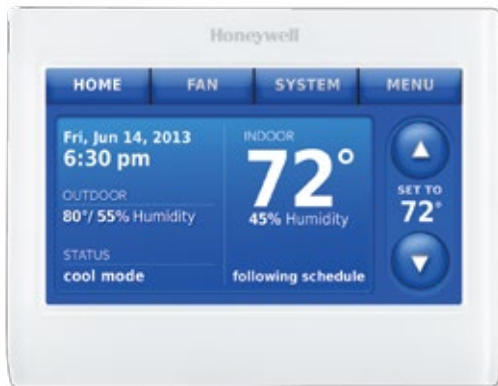 Honeywell
HOME FAN SYSTEM MENU
Fri, Jun 14, 2013
6:30 pm
OUTDOOR
80°/ 55% Humidity
STATUS
cool mode
INDOOR
72°
45% Humidity
following schedule
SET TO
72°